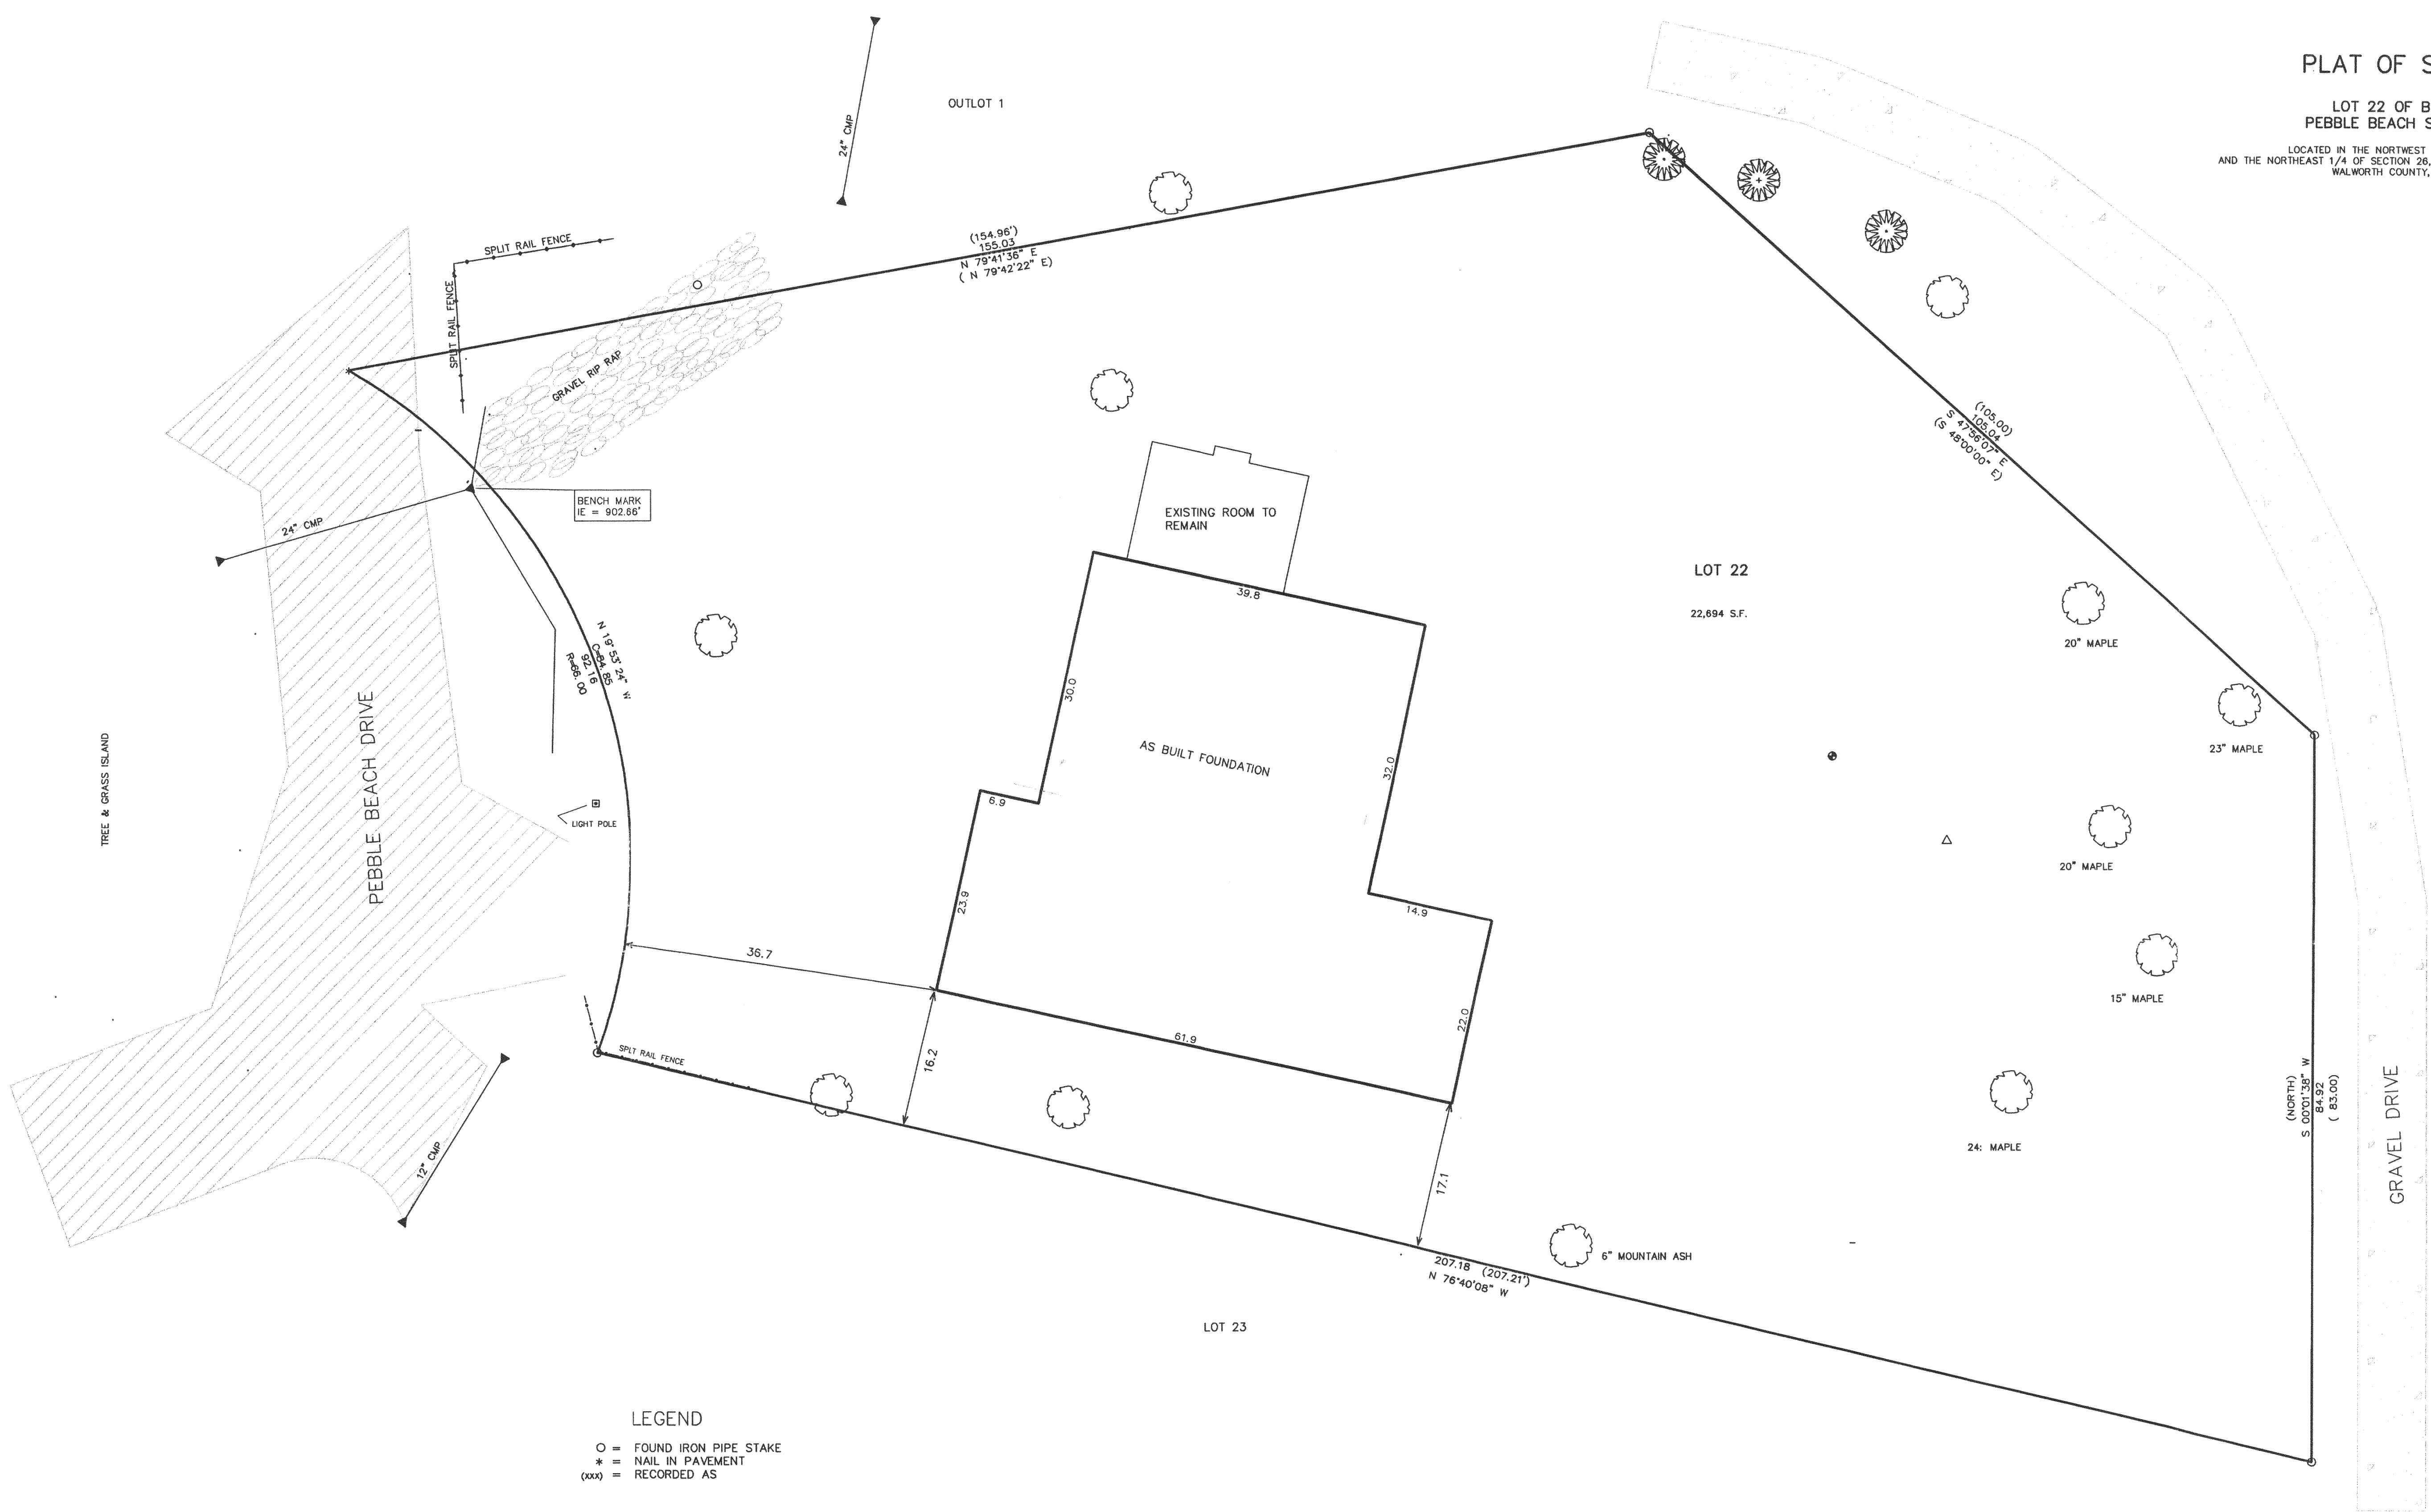 PLAT OF S
LOT 22 OF B
PEBBLE BEACH S
LOCATED IN THE NORTWEST
AND THE NORTHEAST 1/4 OF SECTION 26,
WALWORTH COUNTY,
OUTLOT 1
24" CMP
SPLIT RAIL FENCE
SPLIT RAIL FENCE
(154.96')
155.03
N 79°41'36" E
( N 79°42'22" E)
GRAVEL RIP RAP
(105.00)
105.04
S 47°56'07" E
(S 48°00'00" E)
BENCH MARK
IE = 902.66'
24" CMP
EXISTING ROOM TO
REMAIN
39.8
LOT 22
22,694 S.F.
20" MAPLE
N 19°53'24" W
C=84.85
92.16
R=66.00
30.0
AS BUILT FOUNDATION
32.0
23" MAPLE
TREE & GRASS ISLAND
PEBBLE BEACH DRIVE
LIGHT POLE
6.9
20" MAPLE
23.9
14.9
36.7
15" MAPLE
61.9
22.0
16.2
SPLT RAIL FENCE
12" CMP
24: MAPLE
(NORTH)
S 00°01'38" W
84.92
( 83.00)
GRAVEL DRIVE
17.1
6" MOUNTAIN ASH
207.18 (207.21')
N 76°40'08" W
LOT 23
LEGEND
O = FOUND IRON PIPE STAKE
* = NAIL IN PAVEMENT
(xxx) = RECORDED AS